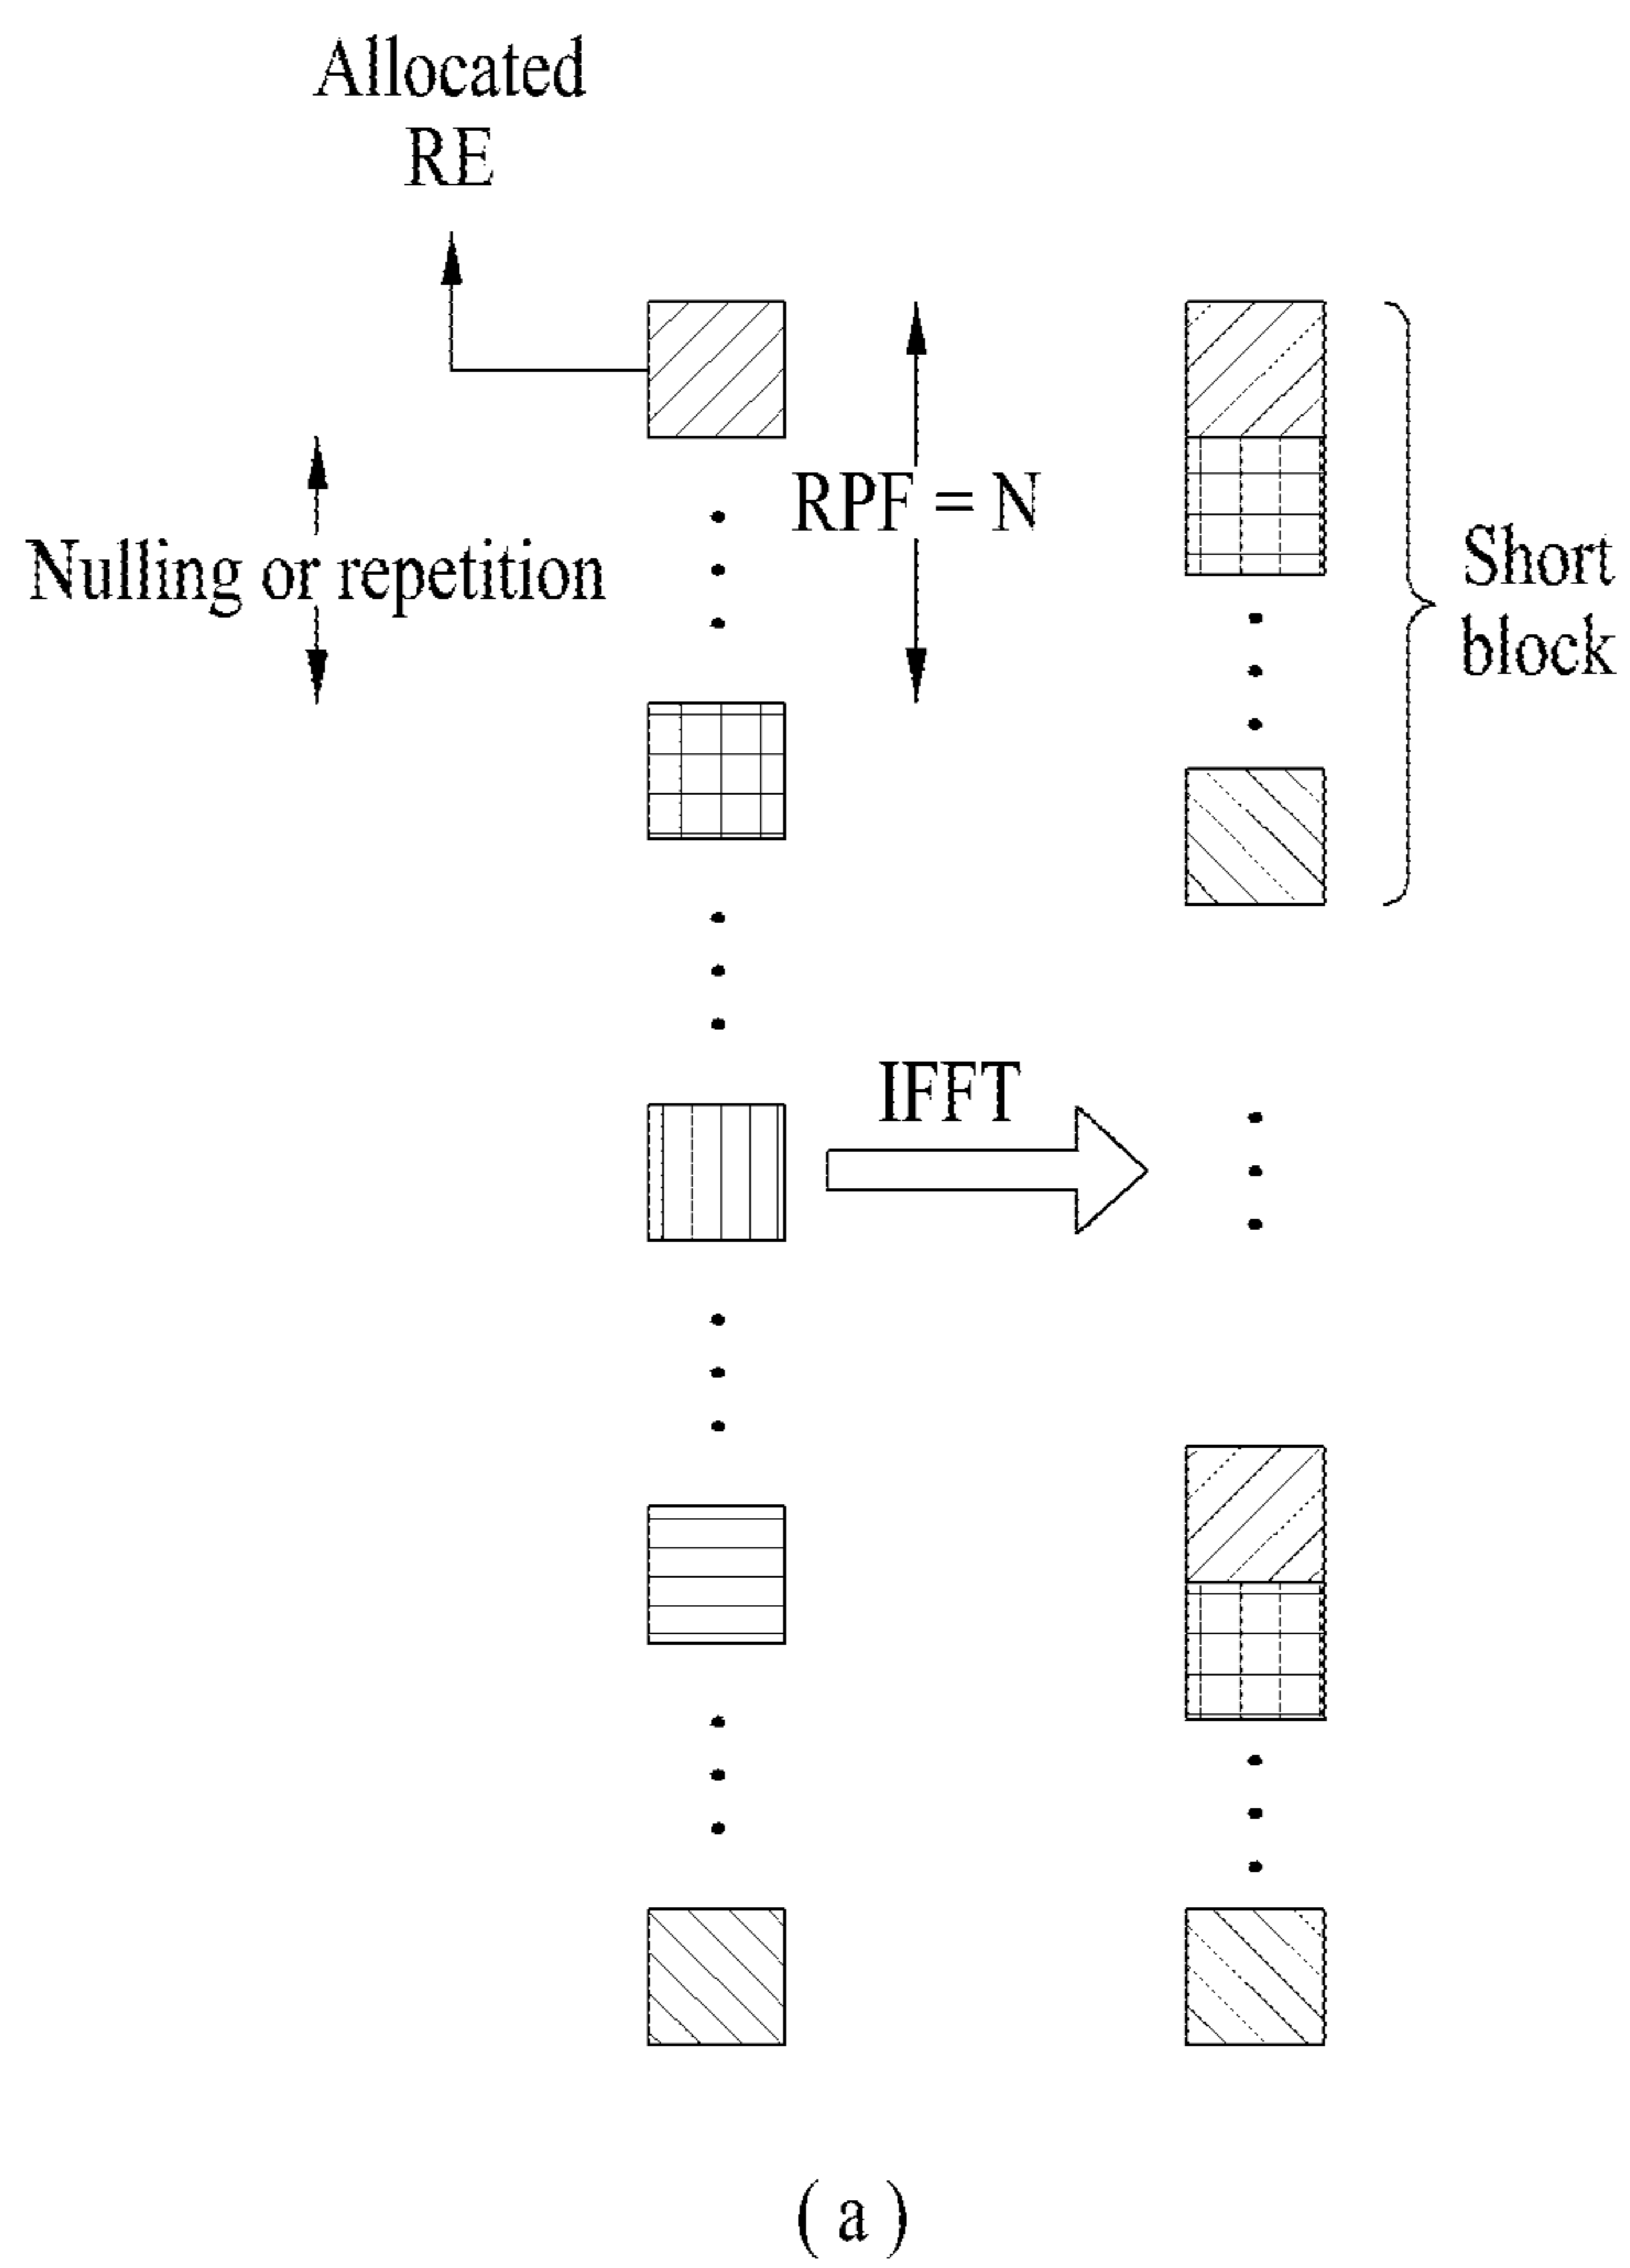 Allocated
RE
RPF = N
Nulling or repetition
Short
block
IFFT
( a )